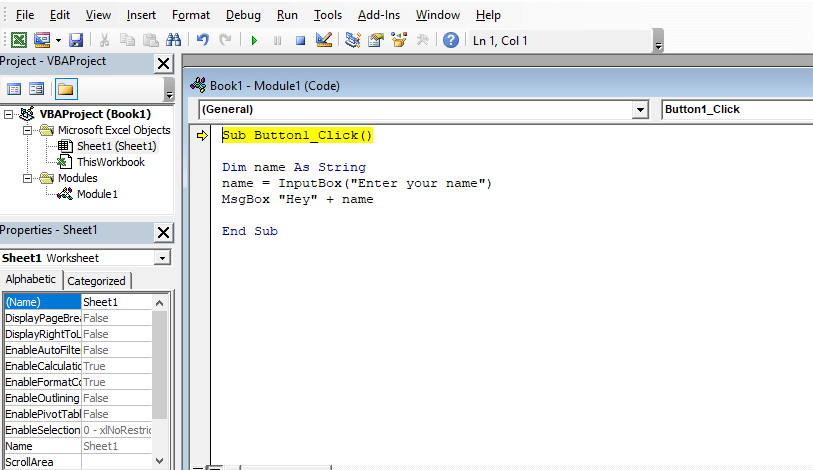 File Edit View Insert Format Debug Run Tools Add-Ins Window Help
Ln 1, Col 1
Project - VBAProject
VBAProject (Book1)
Microsoft Excel Objects
Sheet1 (Sheet1)
ThisWorkbook
Modules
Module1
Properties - Sheet1
Sheet1 Worksheet
Alphabetic Categorized
(Name) Sheet1
DisplayPageBrea False
DisplayRightToL False
EnableAutoFilte False
EnableCalculatio True
EnableFormatCo True
EnableOutlining False
EnablePivotTabl False
EnableSelection 0 - xlNoRestric
Name Sheet1
ScrollArea
Book1 - Module1 (Code)
(General) Button1_Click
Sub Button1_Click()
Dim name As String
name = InputBox("Enter your name")
MsgBox "Hey" + name
End Sub